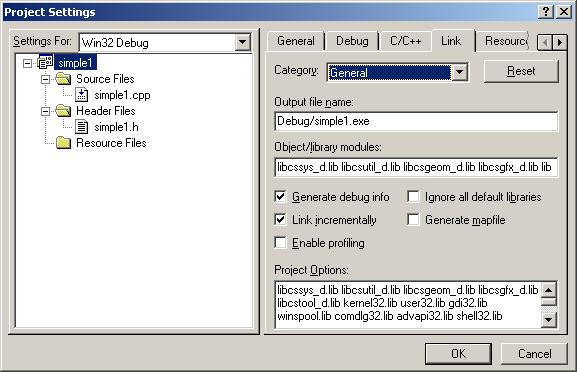 Project Settings
Settings For: Win32 Debug
simple1
Source Files
simple1.cpp
Header Files
simple1.h
Resource Files
General Debug C/C++ Link Resourc
Category: General Reset
Output file name:
Debug/simple1.exe
Object/library modules:
libcssys_d.lib libcsutil_d.lib libcsgeom_d.lib libcsgfx_d.lib lib
Generate debug info Ignore all default libraries
Link incrementally Generate mapfile
Enable profiling
Project Options:
libcssys_d.lib libcsutil_d.lib libcsgeom_d.lib libcsgfx_d.lib
libcstool_d.lib kernel32.lib user32.lib gdi32.lib
winspool.lib comdlg32.lib advapi32.lib shell32.lib
OK Cancel